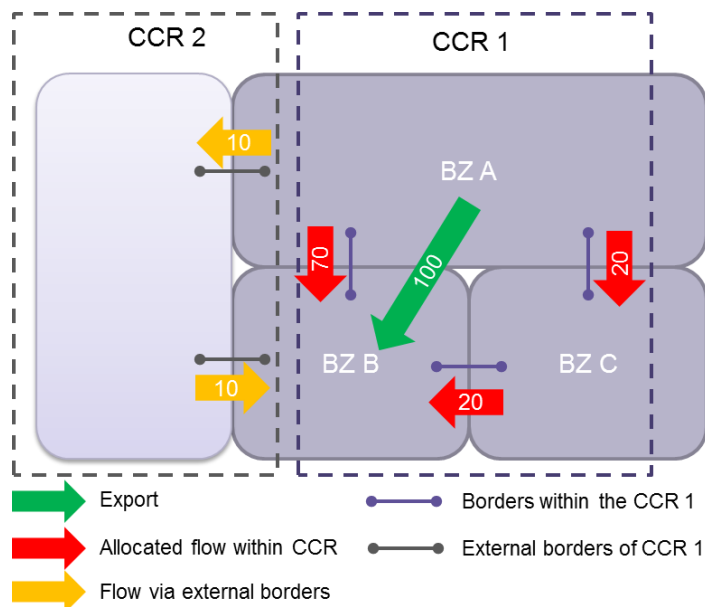 CCR 2
CCR 1
10
BZ A
70
100
20
BZ B
BZ C
10
20
Export
Borders within the CCR 1
Allocated flow within CCR
External borders of CCR 1
Flow via external borders